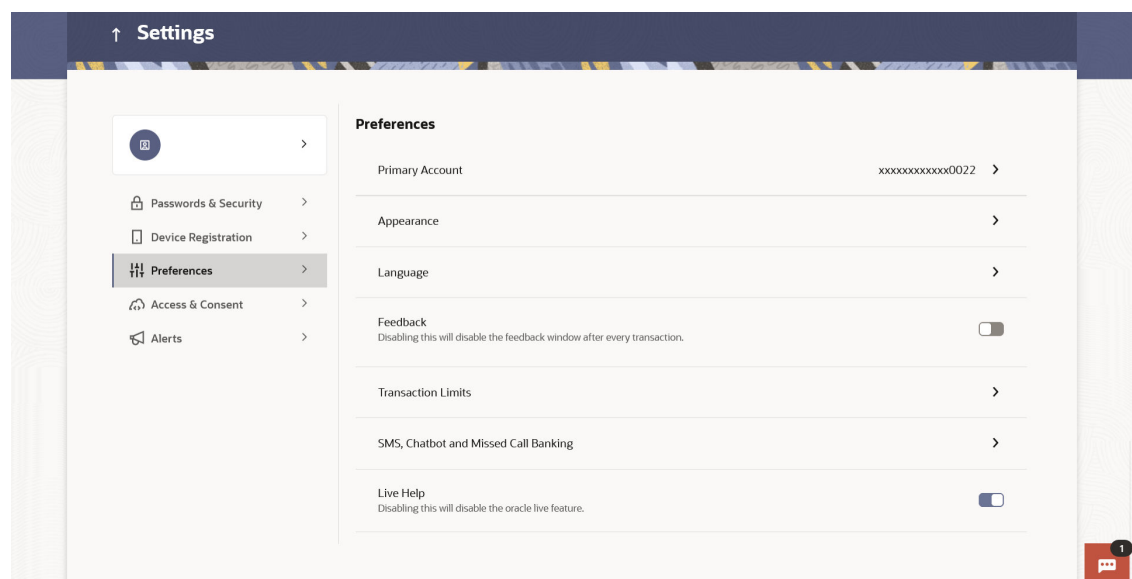 Settings
Preferences
Primary Account xxxxxxxxxxxx0022
Passwords & Security
Device Registration
Preferences
Access & Consent
Alerts
Appearance
Language
Feedback
Disabling this will disable the feedback window after every transaction.
Transaction Limits
SMS, Chatbot and Missed Call Banking
Live Help
Disabling this will disable the oracle live feature.
1